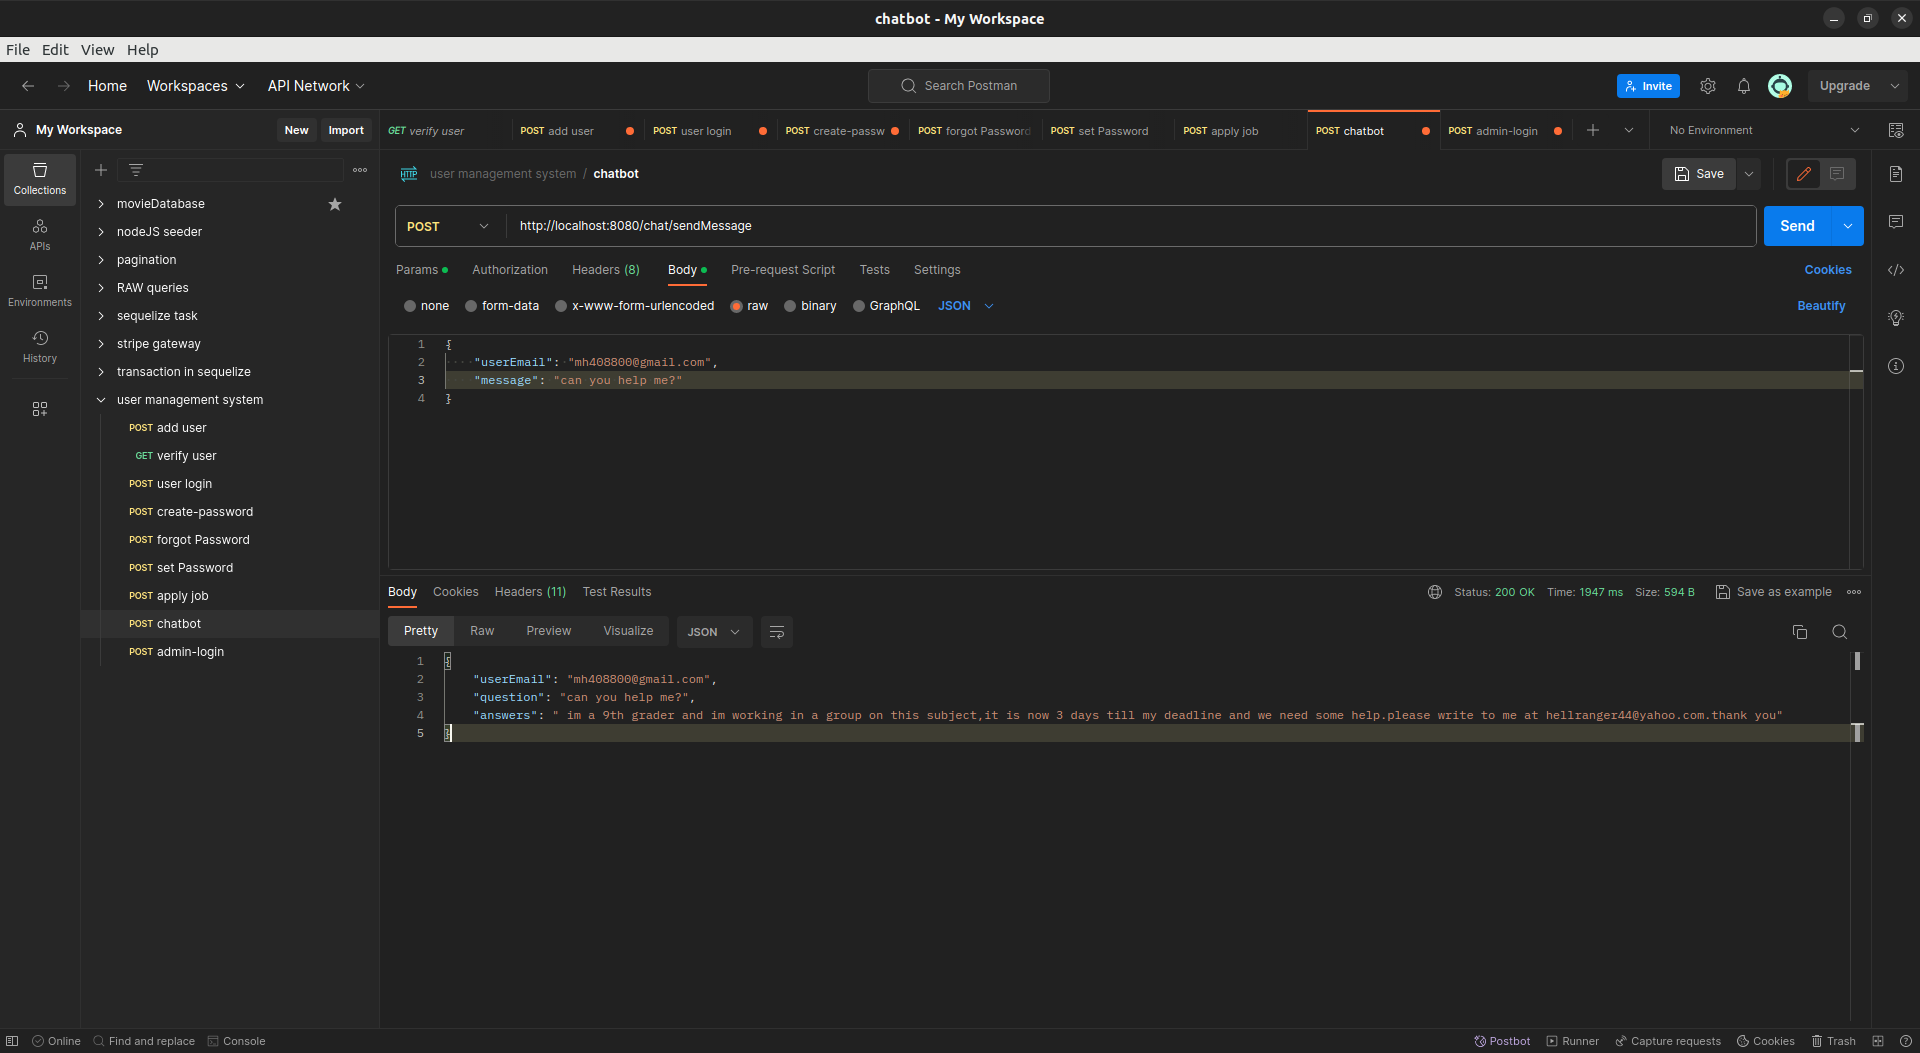 chatbot - My Workspace
File Edit View Help
Home Workspaces API Network Search Postman Invite Upgrade
My Workspace New Import
GET verify user POST add user POST user login POST create-passw POST forgot Password POST set Password POST apply job POST chatbot POST admin-login No Environment
Collections
APIs
Environments
History
movieDatabase
nodeJS seeder
pagination
RAW queries
sequelize task
stripe gateway
transaction in sequelize
user management system
POST add user
GET verify user
POST user login
POST create-password
POST forgot Password
POST set Password
POST apply job
POST chatbot
POST admin-login
HTTP user management system / chatbot Save
POST http://localhost:8080/chat/sendMessage Send
Params Authorization Headers (8) Body Pre-request Script Tests Settings Cookies
none form-data x-www-form-urlencoded raw binary GraphQL JSON Beautify
1 {
2 "userEmail": "mh408800@gmail.com",
3 "message": "can you help me?"
4 }
Body Cookies Headers (11) Test Results Status: 200 OK Time: 1947 ms Size: 594 B Save as example
Pretty Raw Preview Visualize JSON
1 {
2 "userEmail": "mh408800@gmail.com",
3 "question": "can you help me?",
4 "answers": " im a 9th grader and im working in a group on this subject,it is now 3 days till my deadline and we need some help.please write to me at hellranger44@yahoo.com.thank you"
5 }
Online Find and replace Console Postbot Runner Capture requests Cookies Trash